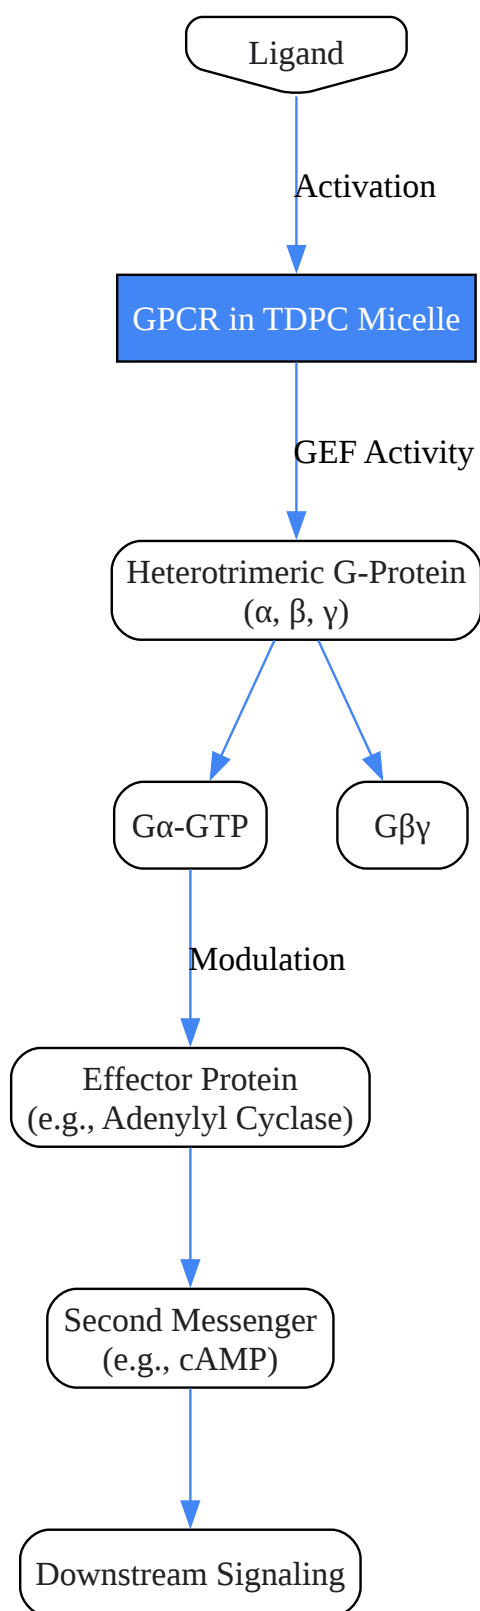 Ligand
Activation
GPCR in TDPC Micelle
GEF Activity
Heterotrimeric G-Protein
(α, β, γ)
Gα-GTP
Gβγ
Modulation
Effector Protein
(e.g., Adenylyl Cyclase)
Second Messenger
(e.g., cAMP)
Downstream Signaling